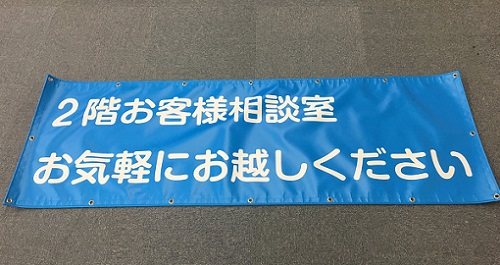 ２階お客様相談室
お気軽にお越しください